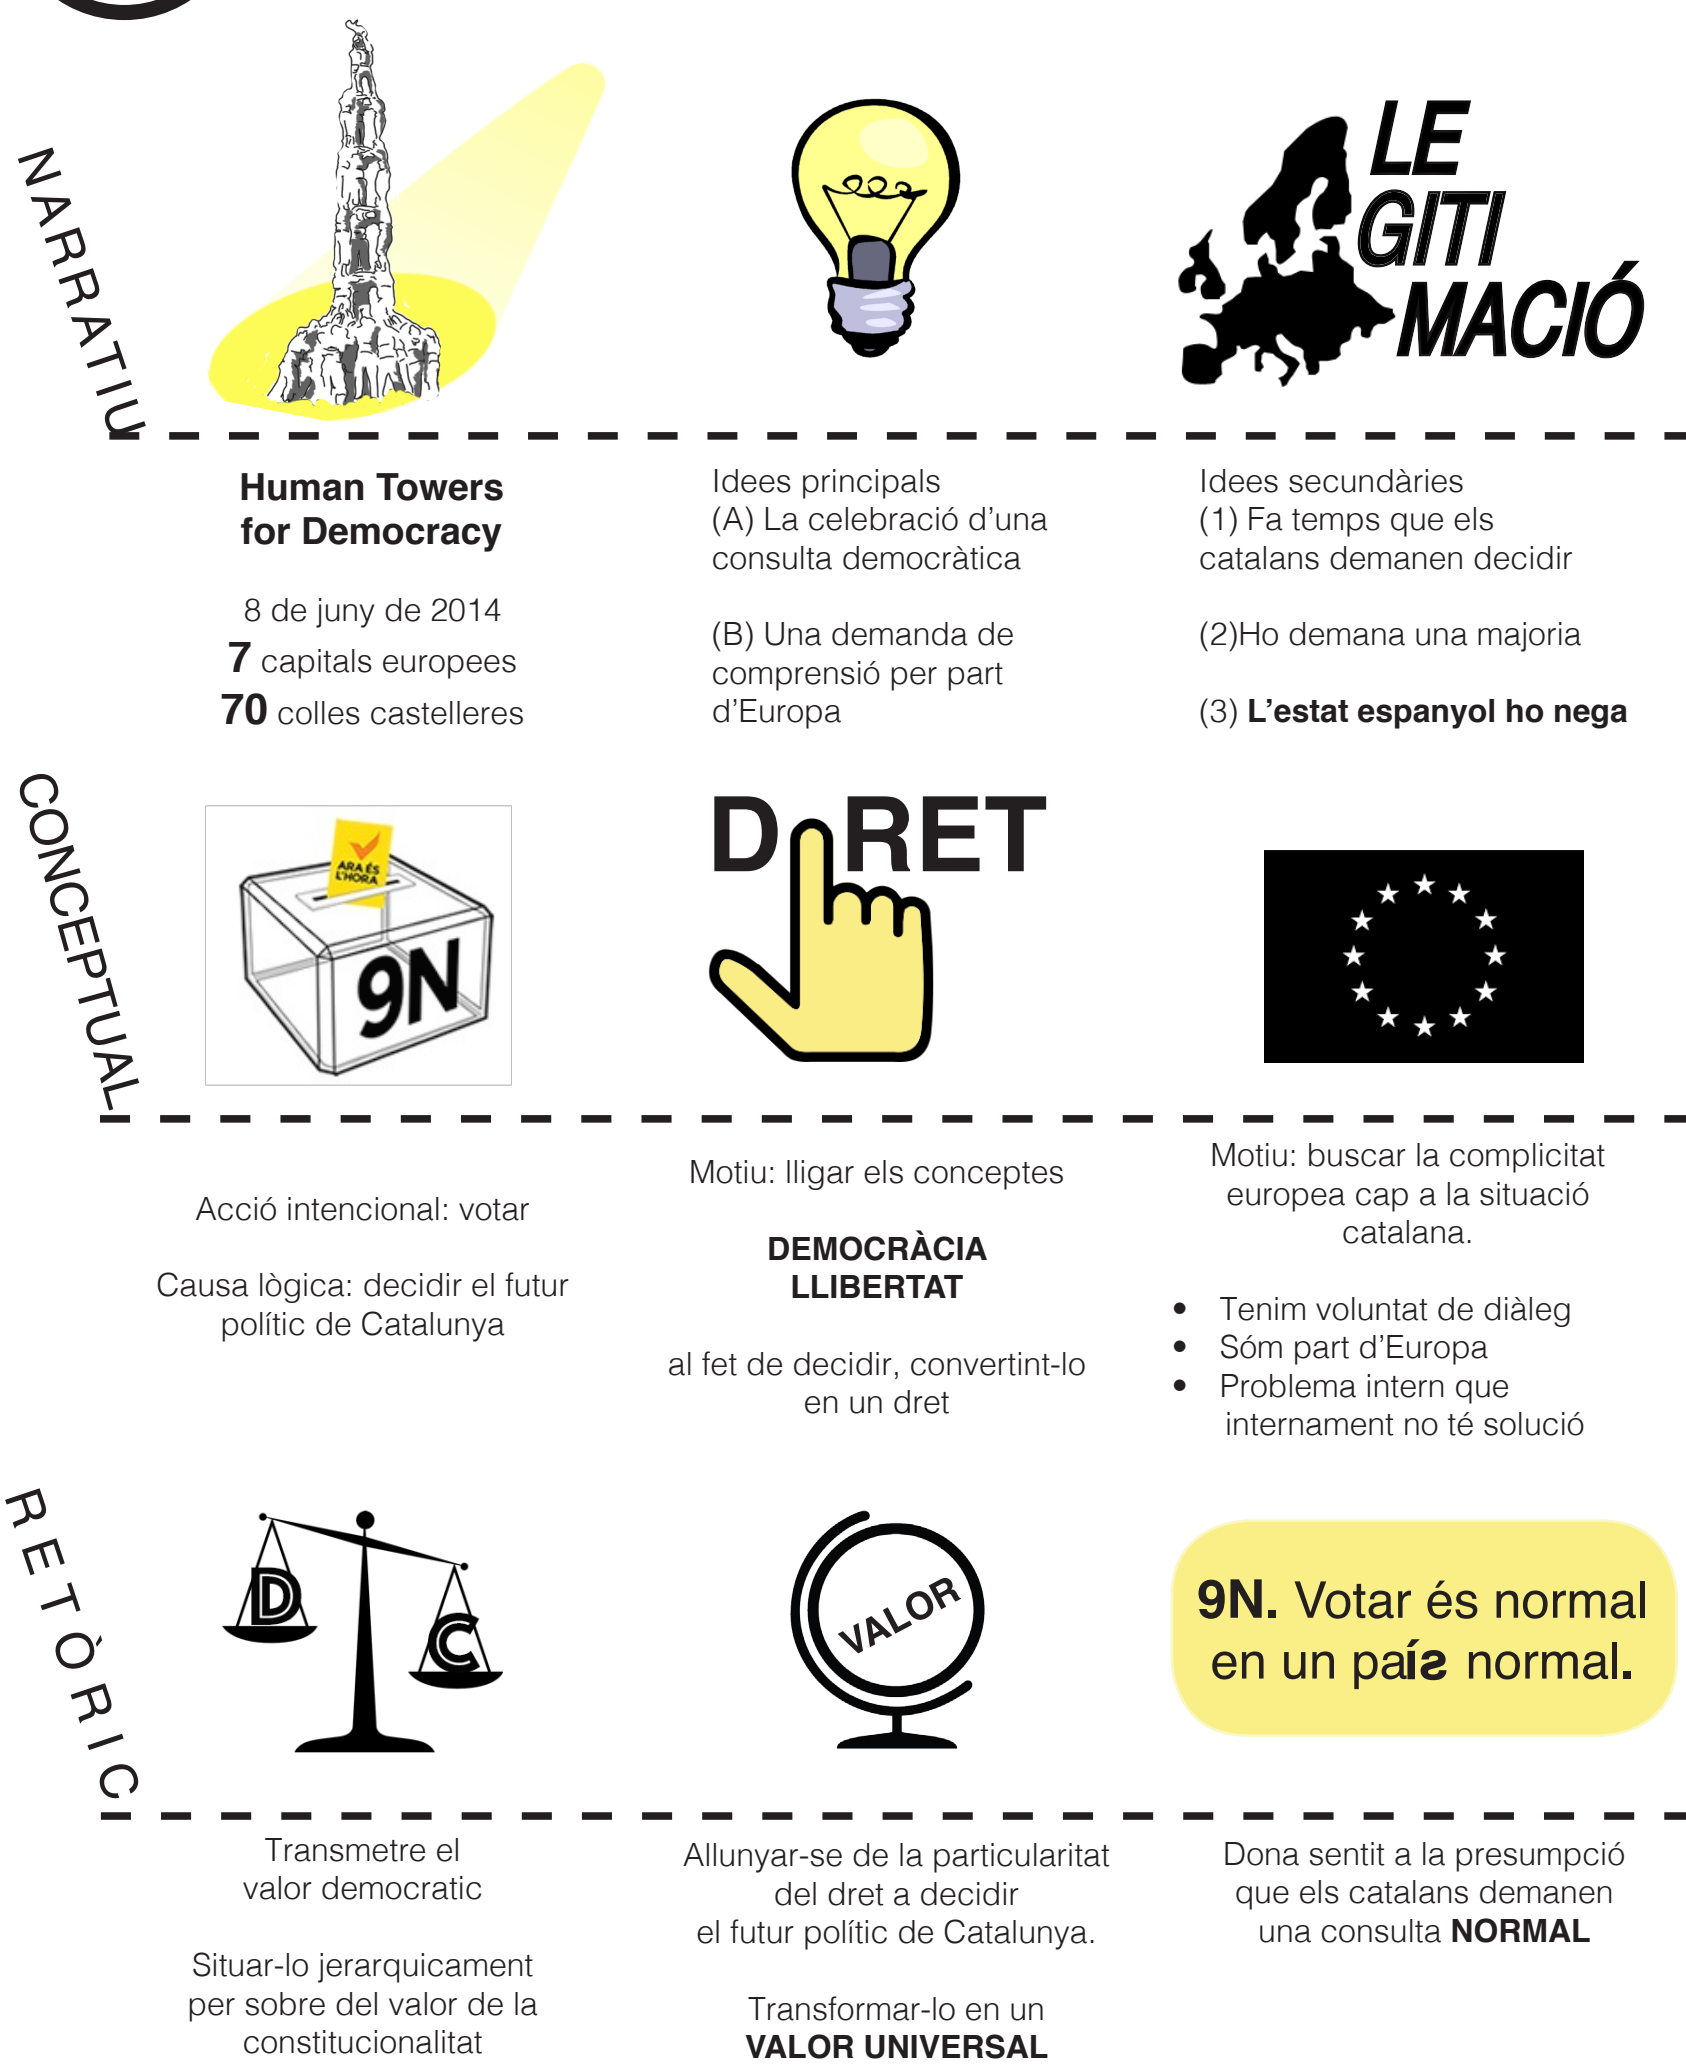 NARRATIU
LE
GITI
MACIÓ
Human Towers
for Democracy
8 de juny de 2014
7 capitals europees
70 colles castelleres
Idees principals
(A) La celebració d’una
consulta democràtica
(B) Una demanda de
comprensió per part
d’Europa
Idees secundàries
(1) Fa temps que els
catalans demanen decidir
(2)Ho demana una majoria
(3) L’estat espanyol ho nega
CONCEPTUAL
ARA ÉS
L'HORA
9N
D RET
Acció intencional: votar
Causa lògica: decidir el futur
polític de Catalunya
Motiu: lligar els conceptes
DEMOCRÀCIA
LLIBERTAT
al fet de decidir, convertint-lo
en un dret
Motiu: buscar la complicitat
europea cap a la situació
catalana.
• Tenim voluntat de diàleg
• Sóm part d’Europa
• Problema intern que
internament no té solució
RETÒRIC
D
C
VALOR
9N. Votar és normal
en un país normal.
Transmetre el
valor democratic
Situar-lo jerarquicament
per sobre del valor de la
constitucionalitat
Allunyar-se de la particularitat
del dret a decidir
el futur polític de Catalunya.
Transformar-lo en un
VALOR UNIVERSAL
Dona sentit a la presumpció
que els catalans demanen
una consulta NORMAL